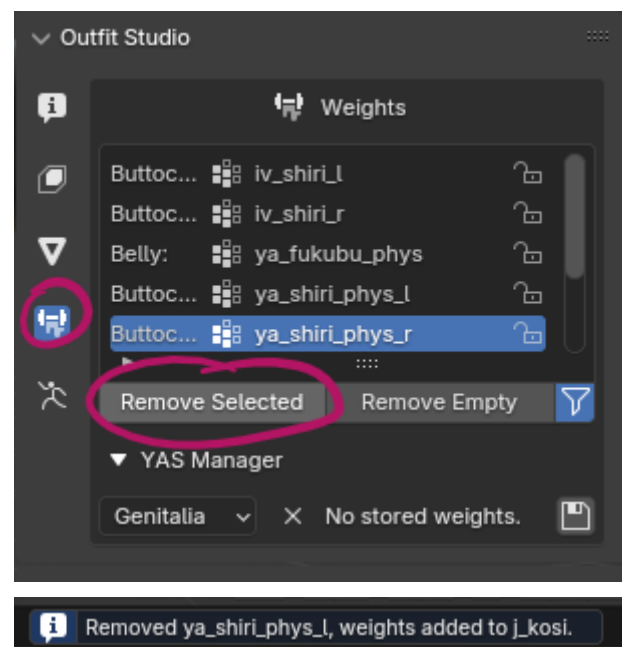 Outfit Studio
Weights
Buttoc... iv_shiri_l
Buttoc... iv_shiri_r
Belly: ya_fukubu_phys
Buttoc... ya_shiri_phys_l
Buttoc... ya_shiri_phys_r
Remove Selected Remove Empty
YAS Manager
Genitalia No stored weights.
Removed ya_shiri_phys_l, weights added to j_kosi.